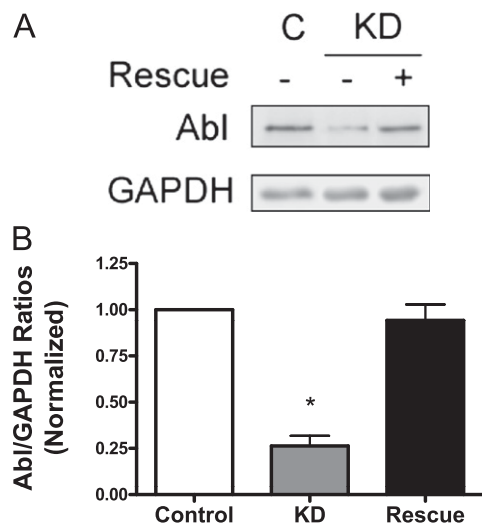 A
C KD
Rescue - - +
Abl
GAPDH
B
Abl/GAPDH Ratios
(Normalized)
1.25
1.00
0.75
0.50
0.25
0.00
*
Control KD Rescue